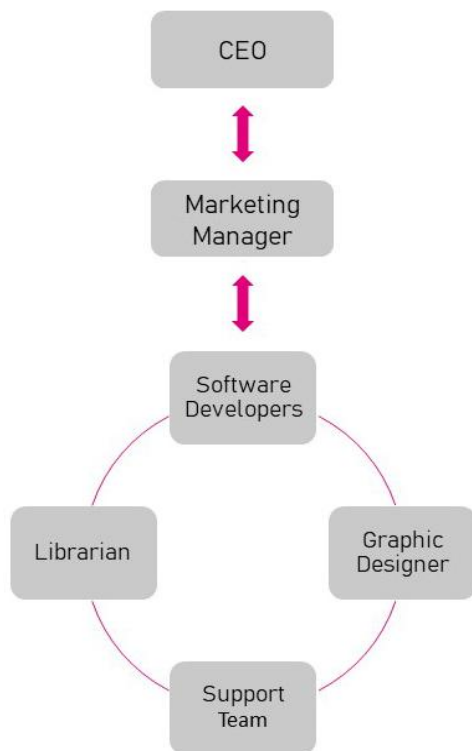 CEO
Marketing
Manager
Software
Developers
Librarian
Graphic
Designer
Support
Team